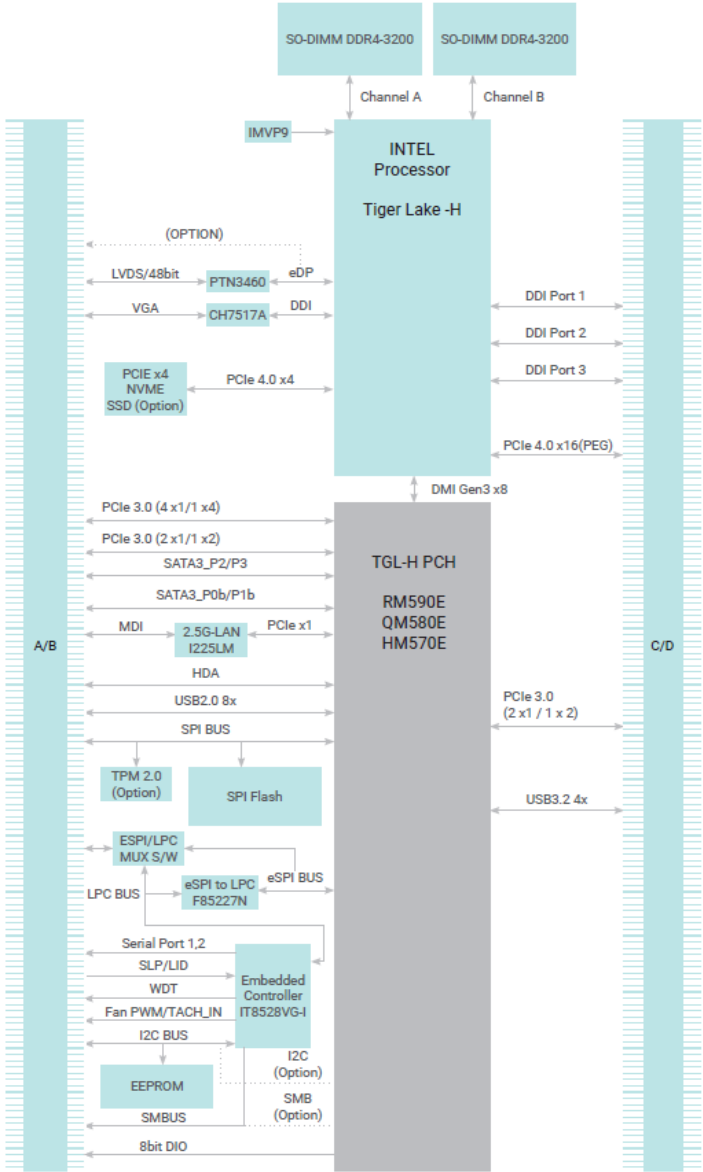 SO-DIMM DDR4-3200
SO-DIMM DDR4-3200
Channel A
Channel B
IMVP9
INTEL
Processor
Tiger Lake -H
(OPTION)
LVDS/48bit
PTN3460
eDP
VGA
CH7517A
DDI
DDI Port 1
DDI Port 2
DDI Port 3
PCIE x4
NVME
SSD (Option)
PCIe 4.0 x4
PCIe 4.0 x16(PEG)
DMI Gen3 x8
PCIe 3.0 (4 x1/1 x4)
PCIe 3.0 (2 x1/1 x2)
SATA3_P2/P3
SATA3_P0b/P1b
TGL-H PCH
RM590E
QM580E
HM570E
MDI
2.5G-LAN
I225LM
PCIe x1
A/B
C/D
HDA
USB2.0 8x
SPI BUS
PCIe 3.0
(2 x1 / 1 x 2)
TPM 2.0
(Option)
SPI Flash
USB3.2 4x
ESPI/LPC
MUX S/W
LPC BUS
eSPI to LPC
F85227N
eSPI BUS
Serial Port 1,2
SLP/LID
WDT
Fan PWM/TACH_IN
I2C BUS
Embedded
Controller
IT8528VG-I
I2C
(Option)
EEPROM
SMB
(Option)
SMBUS
8bit DIO